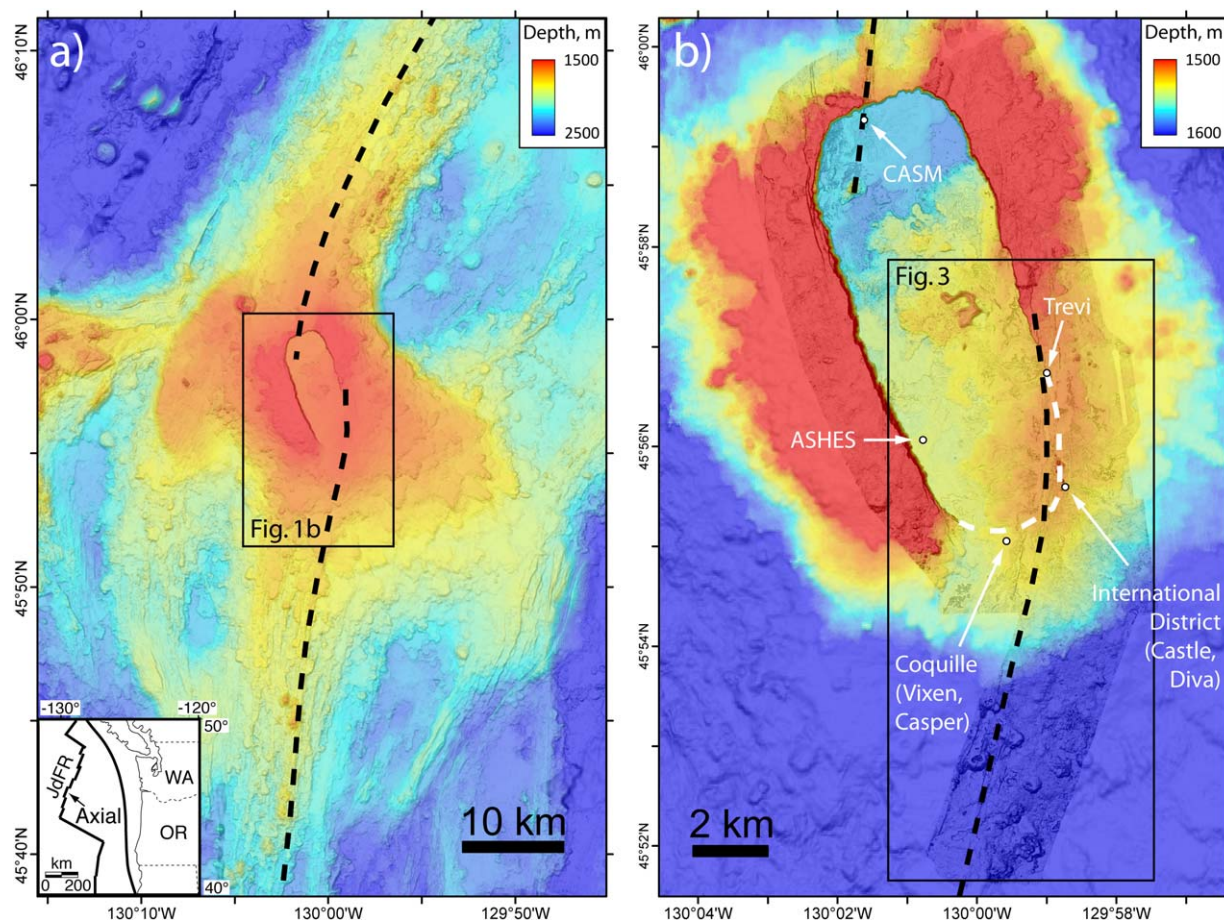 a)
Depth, m
1500
2500
46°10'N
46°00'N
45°50'N
45°40'N
Fig. 1b
10 km
-130°
-120°
50°
JdFR
WA
Axial
OR
km
0 200
40°
130°10'W
130°00'W
129°50'W
b)
Depth, m
1500
1600
46°00'N
45°58'N
45°56'N
45°54'N
45°52'N
CASM
Fig. 3
Trevi
ASHES
International
District
(Castle,
Diva)
Coquille
(Vixen,
Casper)
2 km
130°04'W
130°02'W
130°00'W
129°58'W